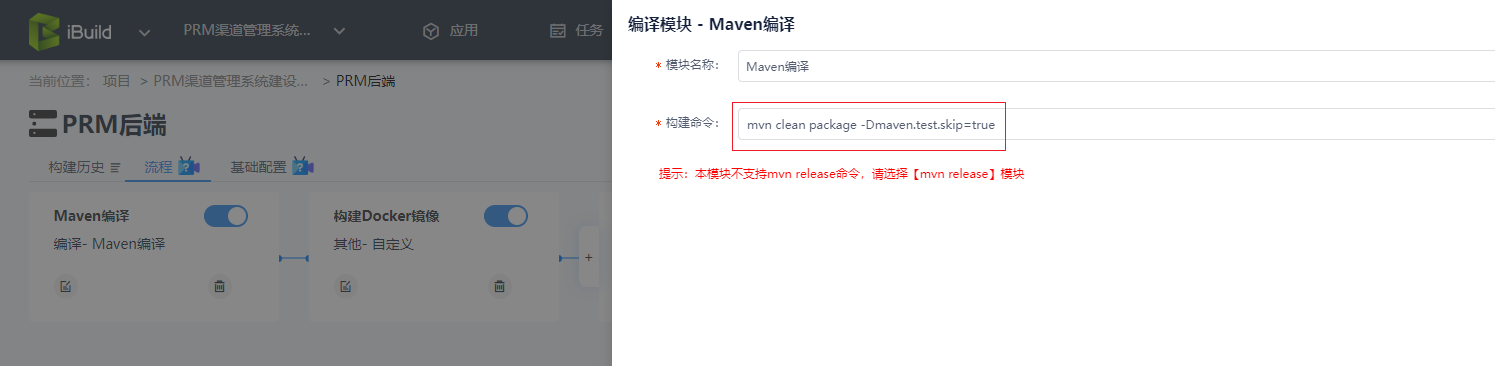 iBuild
PRM渠道管理系统...
应用
任务
当前位置： 项目 > PRM渠道管理系统建设... > PRM后端
PRM后端
构建历史
流程
基础配置
Maven编译
编译- Maven编译
构建Docker镜像
其他- 自定义
+
编译模块 - Maven编译
* 模块名称：
Maven编译
* 构建命令：
mvn clean package -Dmaven.test.skip=true
提示：本模块不支持mvn release命令，请选择【mvn release】模块